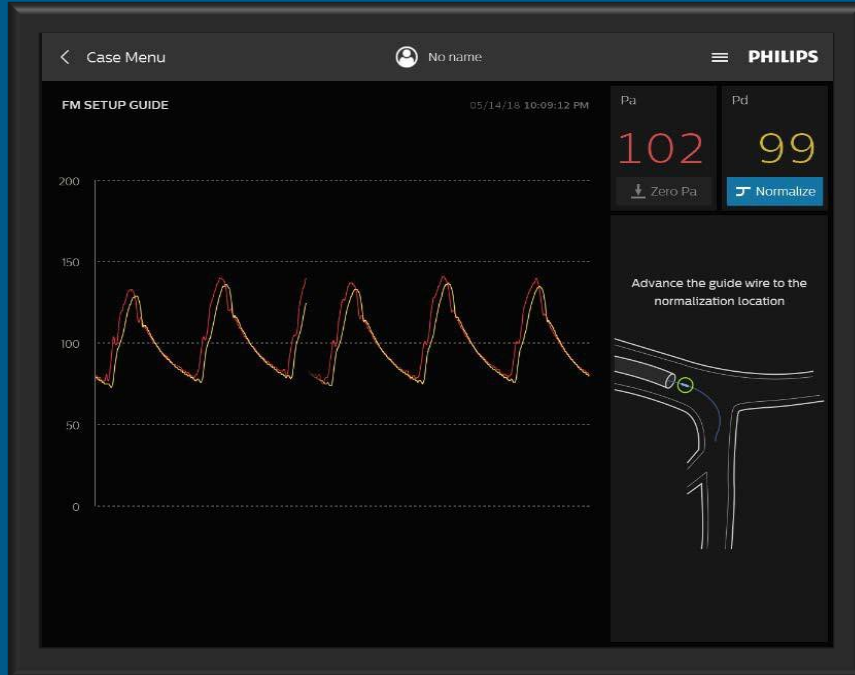 Case Menu
No name
PHILIPS
FM SETUP GUIDE
05/14/18 10:09:12 PM
Pa
102
Zero Pa
Pd
99
Normalize
200
150
100
50
0
Advance the guide wire to the
normalization location